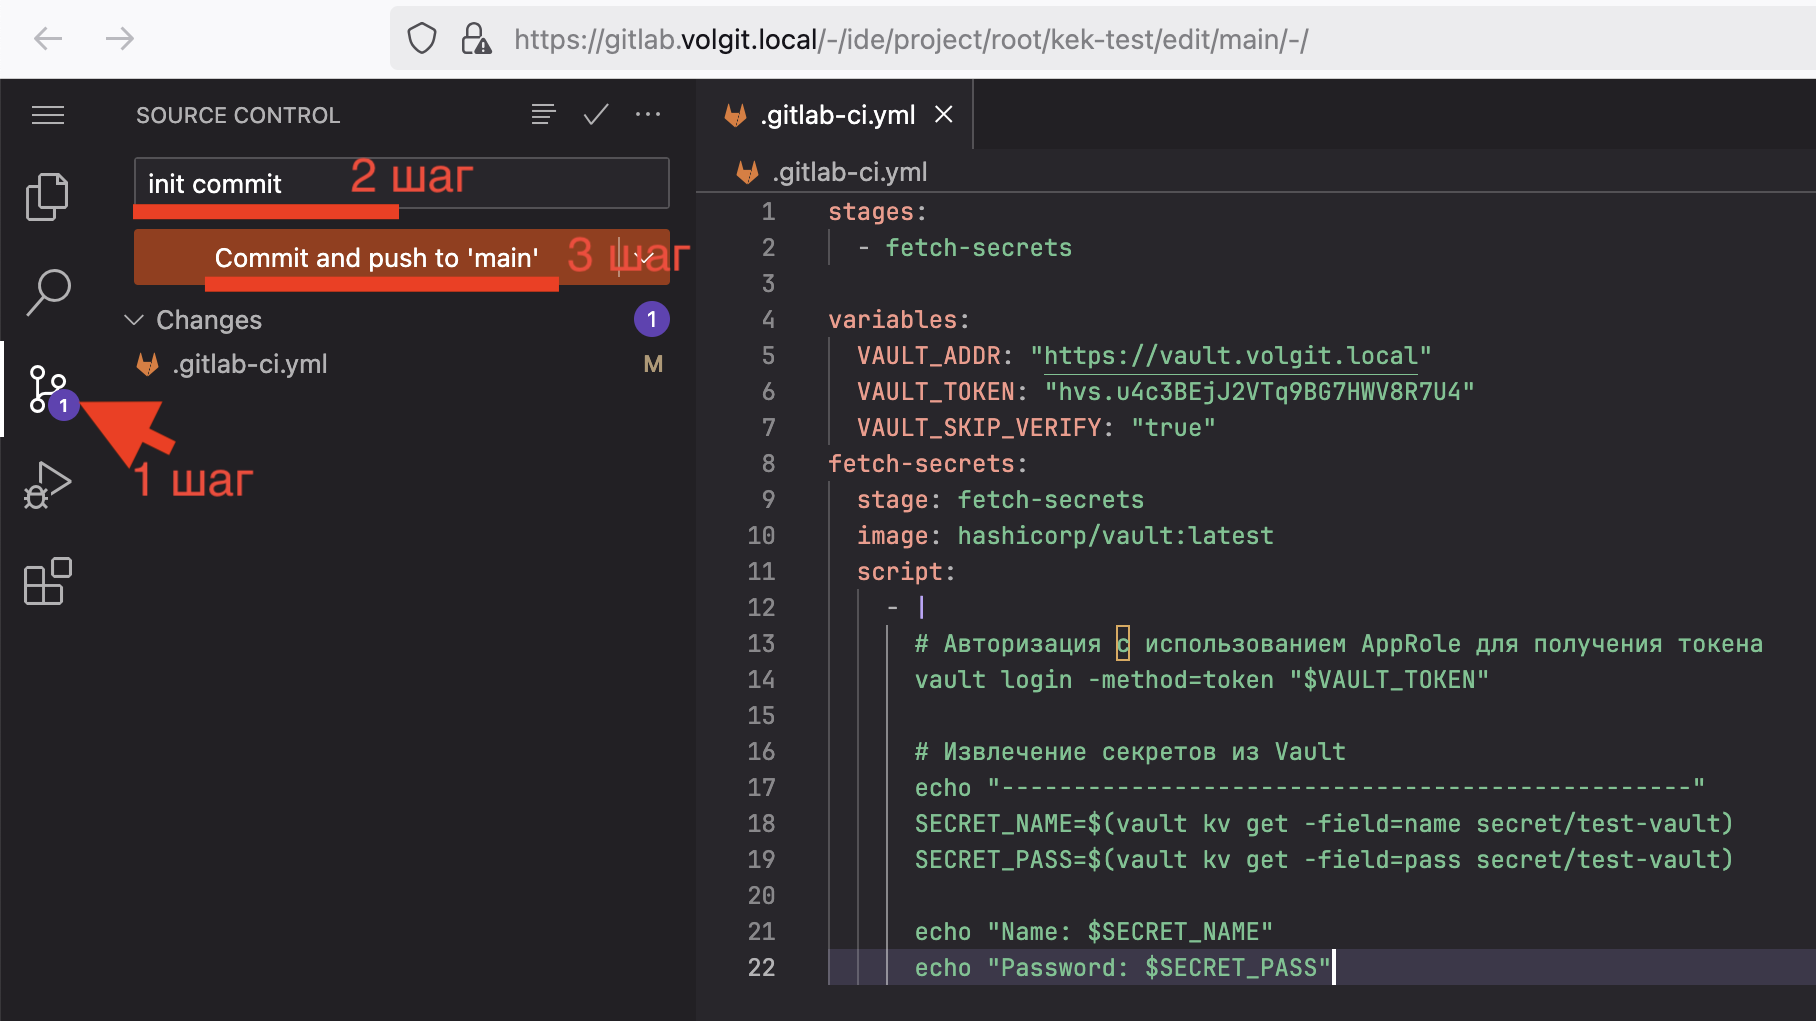 https://gitlab.volgit.local/-/ide/project/root/kek-test/edit/main/-/
SOURCE CONTROL
init commit
2 шаг
Commit and push to 'main'
3 шаг
Changes
1
.gitlab-ci.yml
M
1
1 шаг
.gitlab-ci.yml
.gitlab-ci.yml
1 stages:
2 - fetch-secrets
3
4 variables:
5 VAULT_ADDR: "https://vault.volgit.local"
6 VAULT_TOKEN: "hvs.u4c3BEjJ2VTq9BG7HWV8R7U4"
7 VAULT_SKIP_VERIFY: "true"
8 fetch-secrets:
9 stage: fetch-secrets
10 image: hashicorp/vault:latest
11 script:
12 - |
13 # Авторизация с использованием AppRole для получения токена
14 vault login -method=token "$VAULT_TOKEN"
15
16 # Извлечение секретов из Vault
17 echo "------------------------------------------------"
18 SECRET_NAME=$(vault kv get -field=name secret/test-vault)
19 SECRET_PASS=$(vault kv get -field=pass secret/test-vault)
20
21 echo "Name: $SECRET_NAME"
22 echo "Password: $SECRET_PASS"